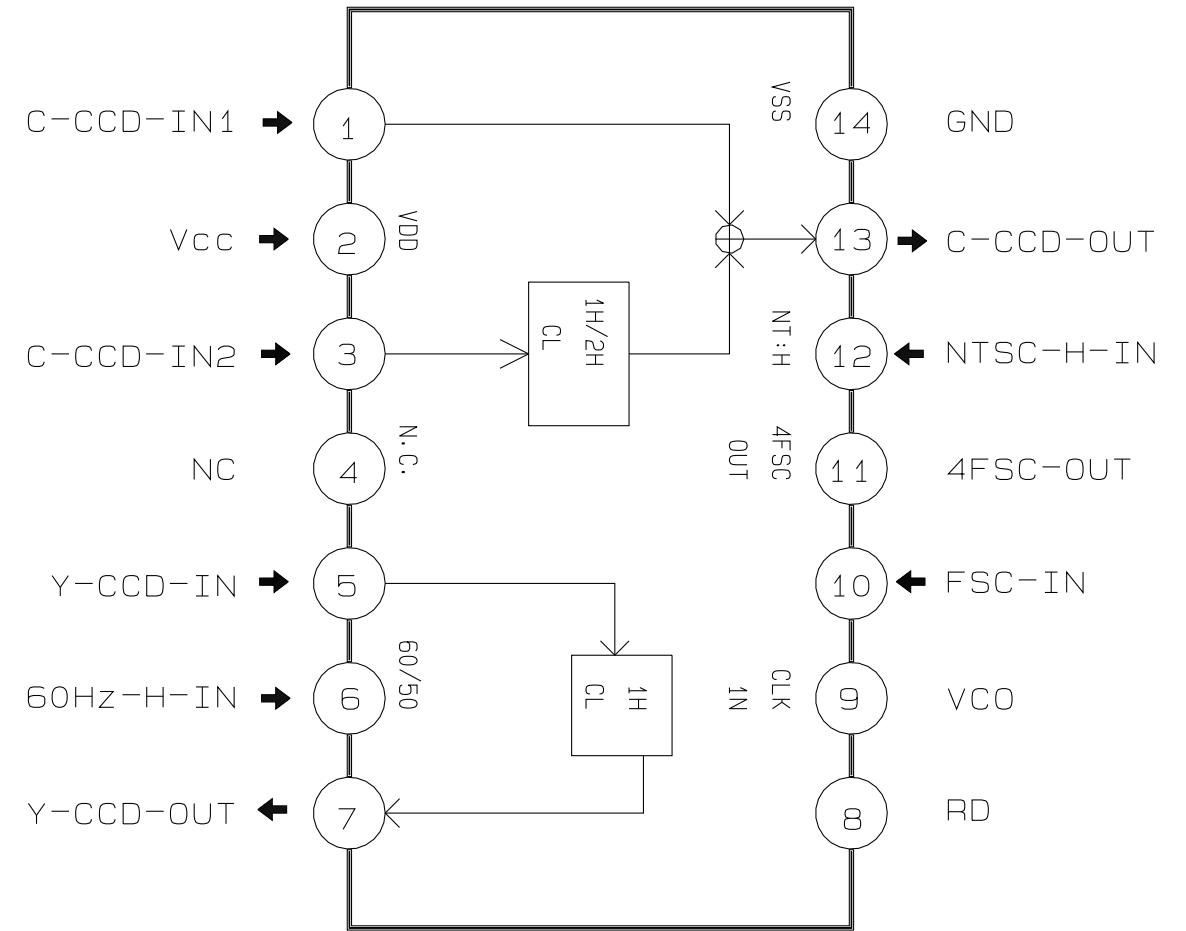 C-CCD-IN1
1
VSS
14
GND
Vcc
2
VDD
13
C-CCD-OUT
C-CCD-IN2
3
1H/2H
CL
NT:H
12
NTSC-H-IN
NC
4
N.C.
4FSC
OUT
11
4FSC-OUT
Y-CCD-IN
5
10
FSC-IN
60Hz-H-IN
6
60/50
1H
CL
CLK
1N
9
VCO
Y-CCD-OUT
7
8
RD